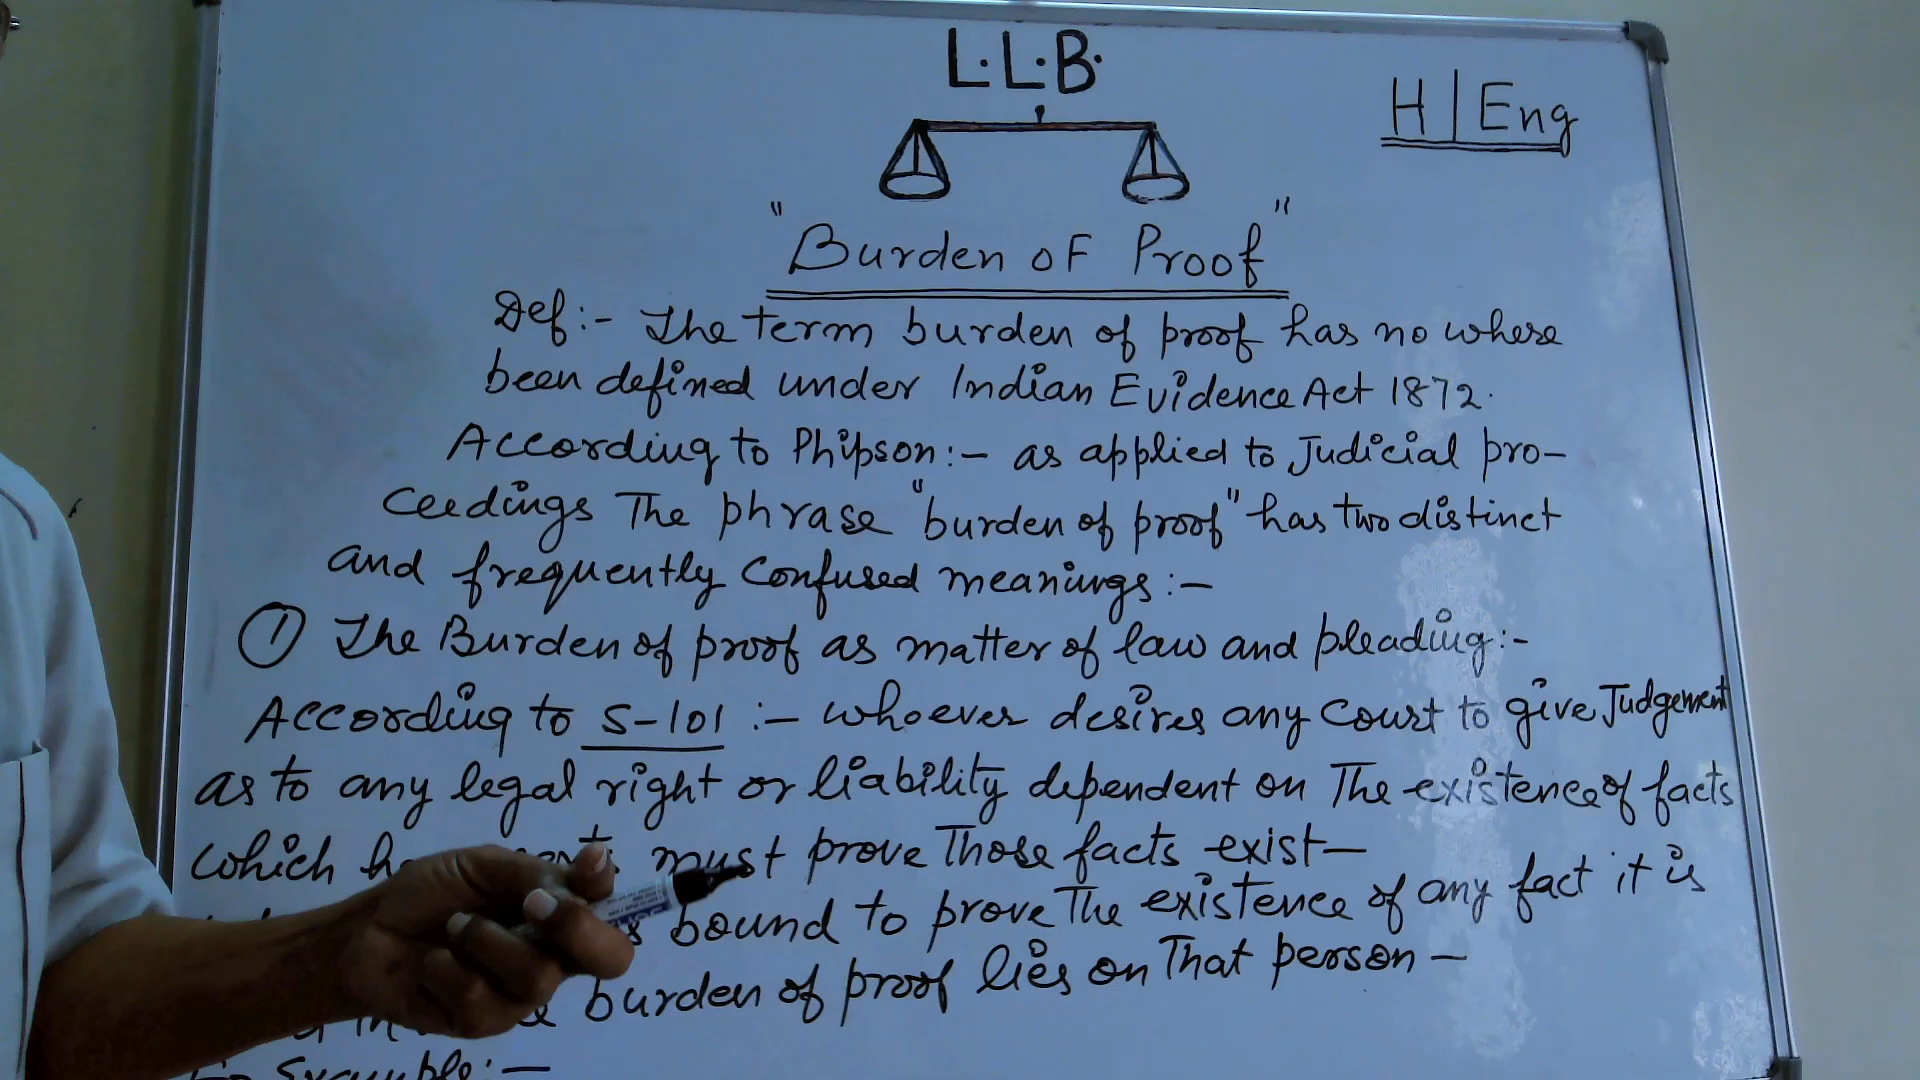 L.L.B.
H | Eng
"Burden of Proof"
Def:- The term burden of proof has no where
been defined under Indian Evidence Act 1872.
According to Phipson:- as applied to Judicial pro-
ceedings The phrase "burden of proof" has two distinct
and frequently confused meanings:-
① The Burden of proof as matter of law and pleading:-
According to S-101 :- whoever desires any Court to give Judgement
as to any legal right or liability dependent on The existence of facts
which he must prove Those facts exist-
bound to prove The existence of any fact it is
burden of proof lies on That person -
Example:-